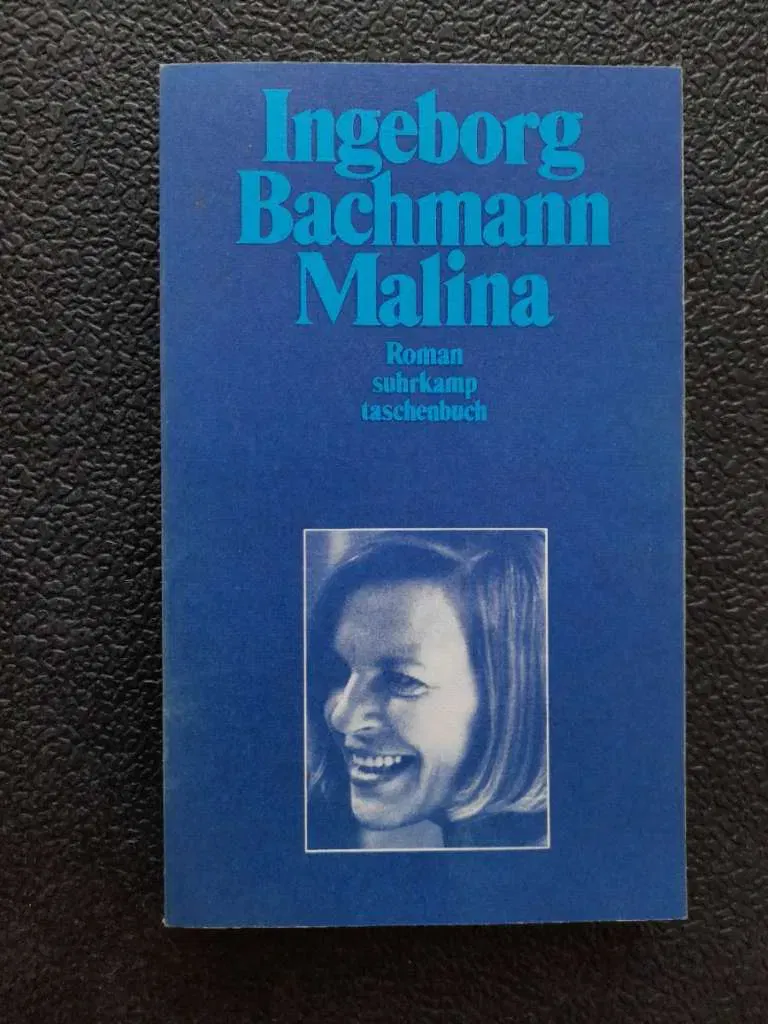 Ingeborg
Bachmann
Malina
Roman
suhrkamp
taschenbuch